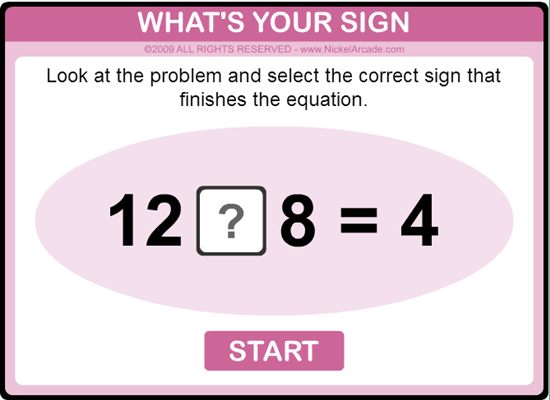 WHAT'S YOUR SIGN
©2009 ALL RIGHTS RESERVED - www.NickelArcade.com
Look at the problem and select the correct sign that
finishes the equation.
12 ? 8 = 4
START